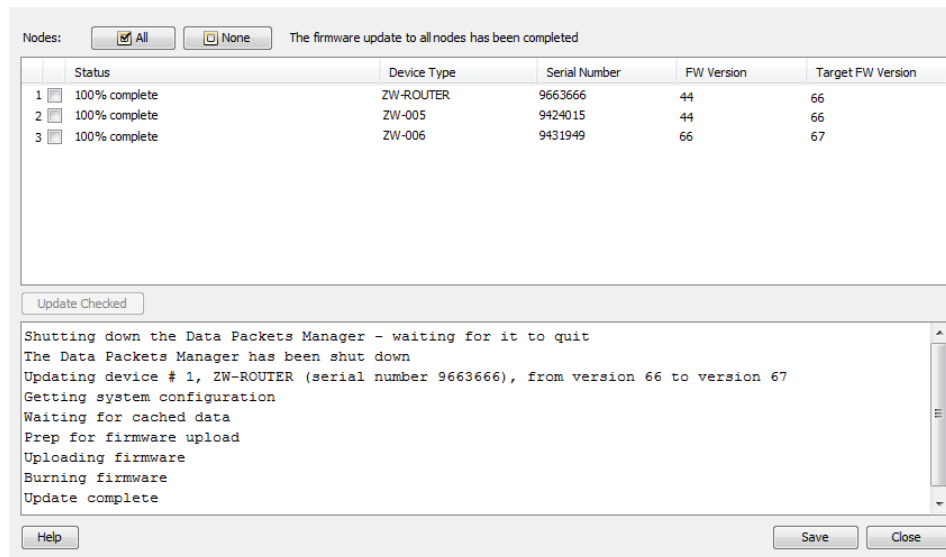 Nodes: All None The firmware update to all nodes has been completed
Status Device Type Serial Number FW Version Target FW Version
1 100% complete ZW-ROUTER 9663666 44 66
2 100% complete ZW-005 9424015 44 66
3 100% complete ZW-006 9431949 66 67
Update Checked
Shutting down the Data Packets Manager - waiting for it to quit
The Data Packets Manager has been shut down
Updating device # 1, ZW-ROUTER (serial number 9663666), from version 66 to version 67
Getting system configuration
Waiting for cached data
Prep for firmware upload
Uploading firmware
Burning firmware
Update complete
Help Save Close